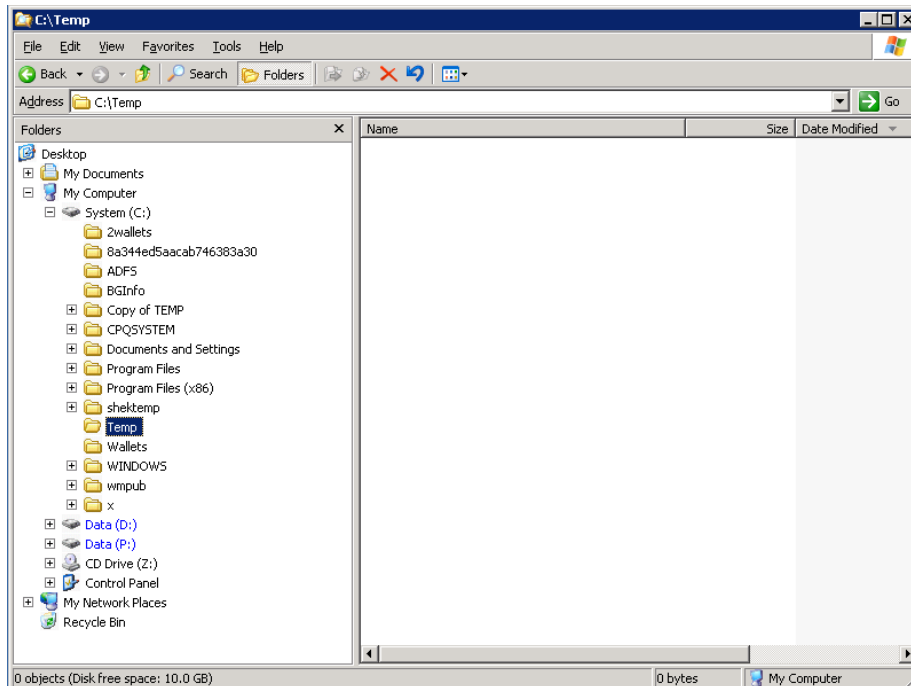 C:\Temp
File Edit View Favorites Tools Help
Back Search Folders
Address C:\Temp Go
Folders
Name Size Date Modified
Desktop
My Documents
My Computer
System (C:)
2wallets
8a344ed5aacab746383a30
ADFS
BGInfo
Copy of TEMP
CPQSYSTEM
Documents and Settings
Program Files
Program Files (x86)
shektemp
Temp
Wallets
WINDOWS
wmpub
x
Data (D:)
Data (P:)
CD Drive (Z:)
Control Panel
My Network Places
Recycle Bin
0 objects (Disk free space: 10.0 GB) 0 bytes My Computer